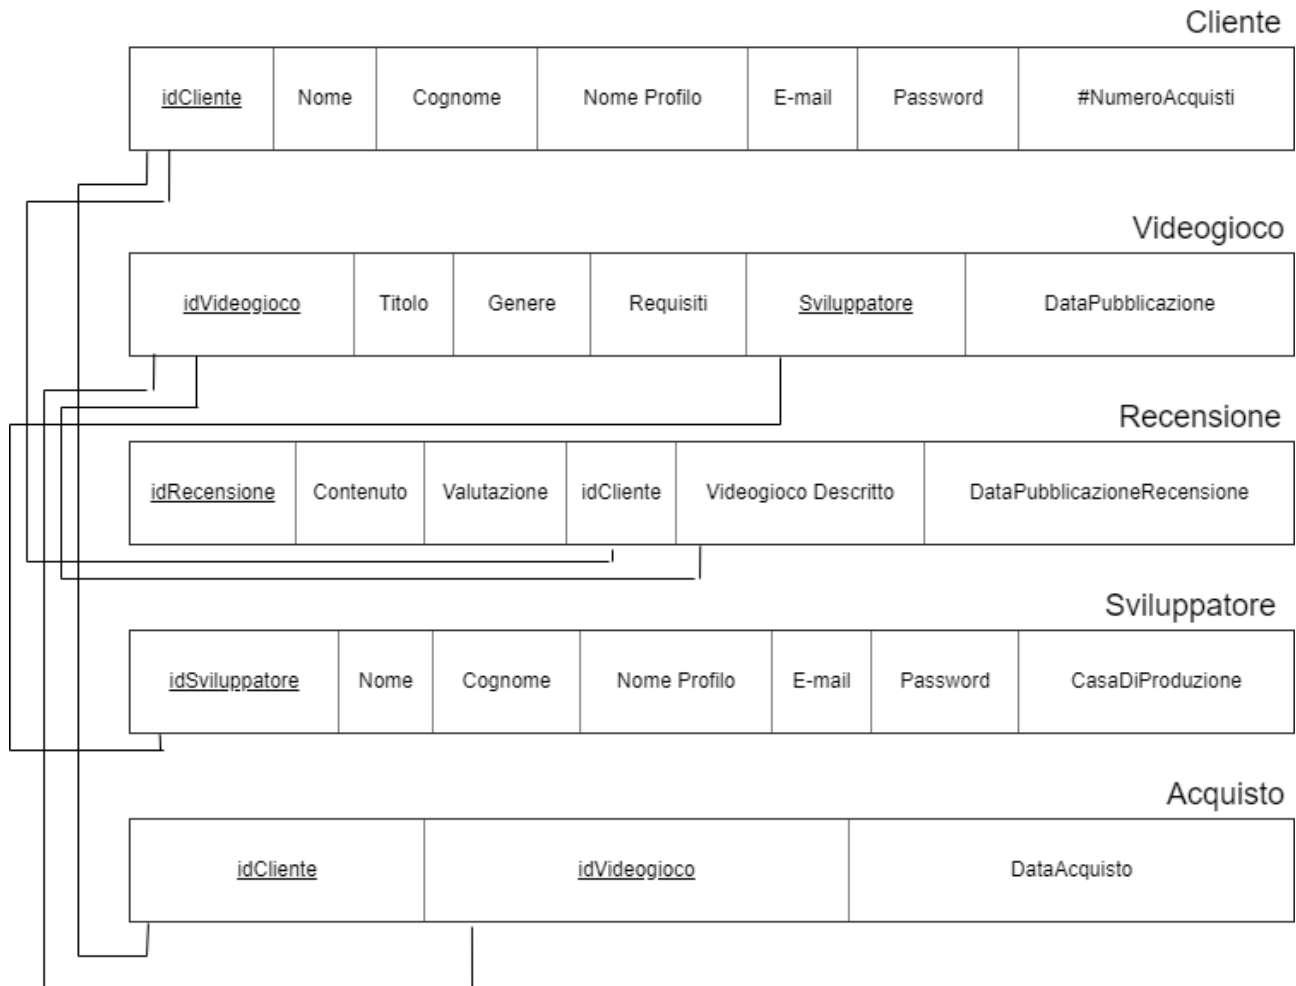 Cliente
idCliente Nome Cognome Nome Profilo E-mail Password #NumeroAcquisti
Videogioco
idVideogioco Titolo Genere Requisiti Sviluppatore DataPubblicazione
Recensione
idRecensione Contenuto Valutazione idCliente Videogioco Descritto DataPubblicazioneRecensione
Sviluppatore
idSviluppatore Nome Cognome Nome Profilo E-mail Password CasaDiProduzione
Acquisto
idCliente idVideogioco DataAcquisto